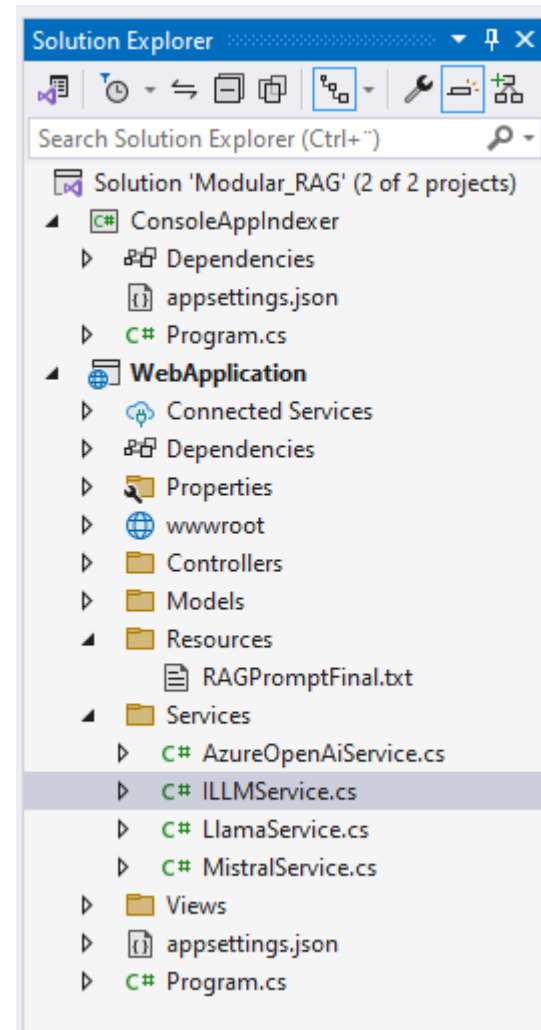 Solution Explorer
Search Solution Explorer (Ctrl+¨)
Solution 'Modular_RAG' (2 of 2 projects)
C# ConsoleAppIndexer
Dependencies
appsettings.json
C# Program.cs
WebApplication
Connected Services
Dependencies
Properties
wwwroot
Controllers
Models
Resources
RAGPromptFinal.txt
Services
C# AzureOpenAiService.cs
C# ILLMService.cs
C# LlamaService.cs
C# MistralService.cs
Views
appsettings.json
C# Program.cs